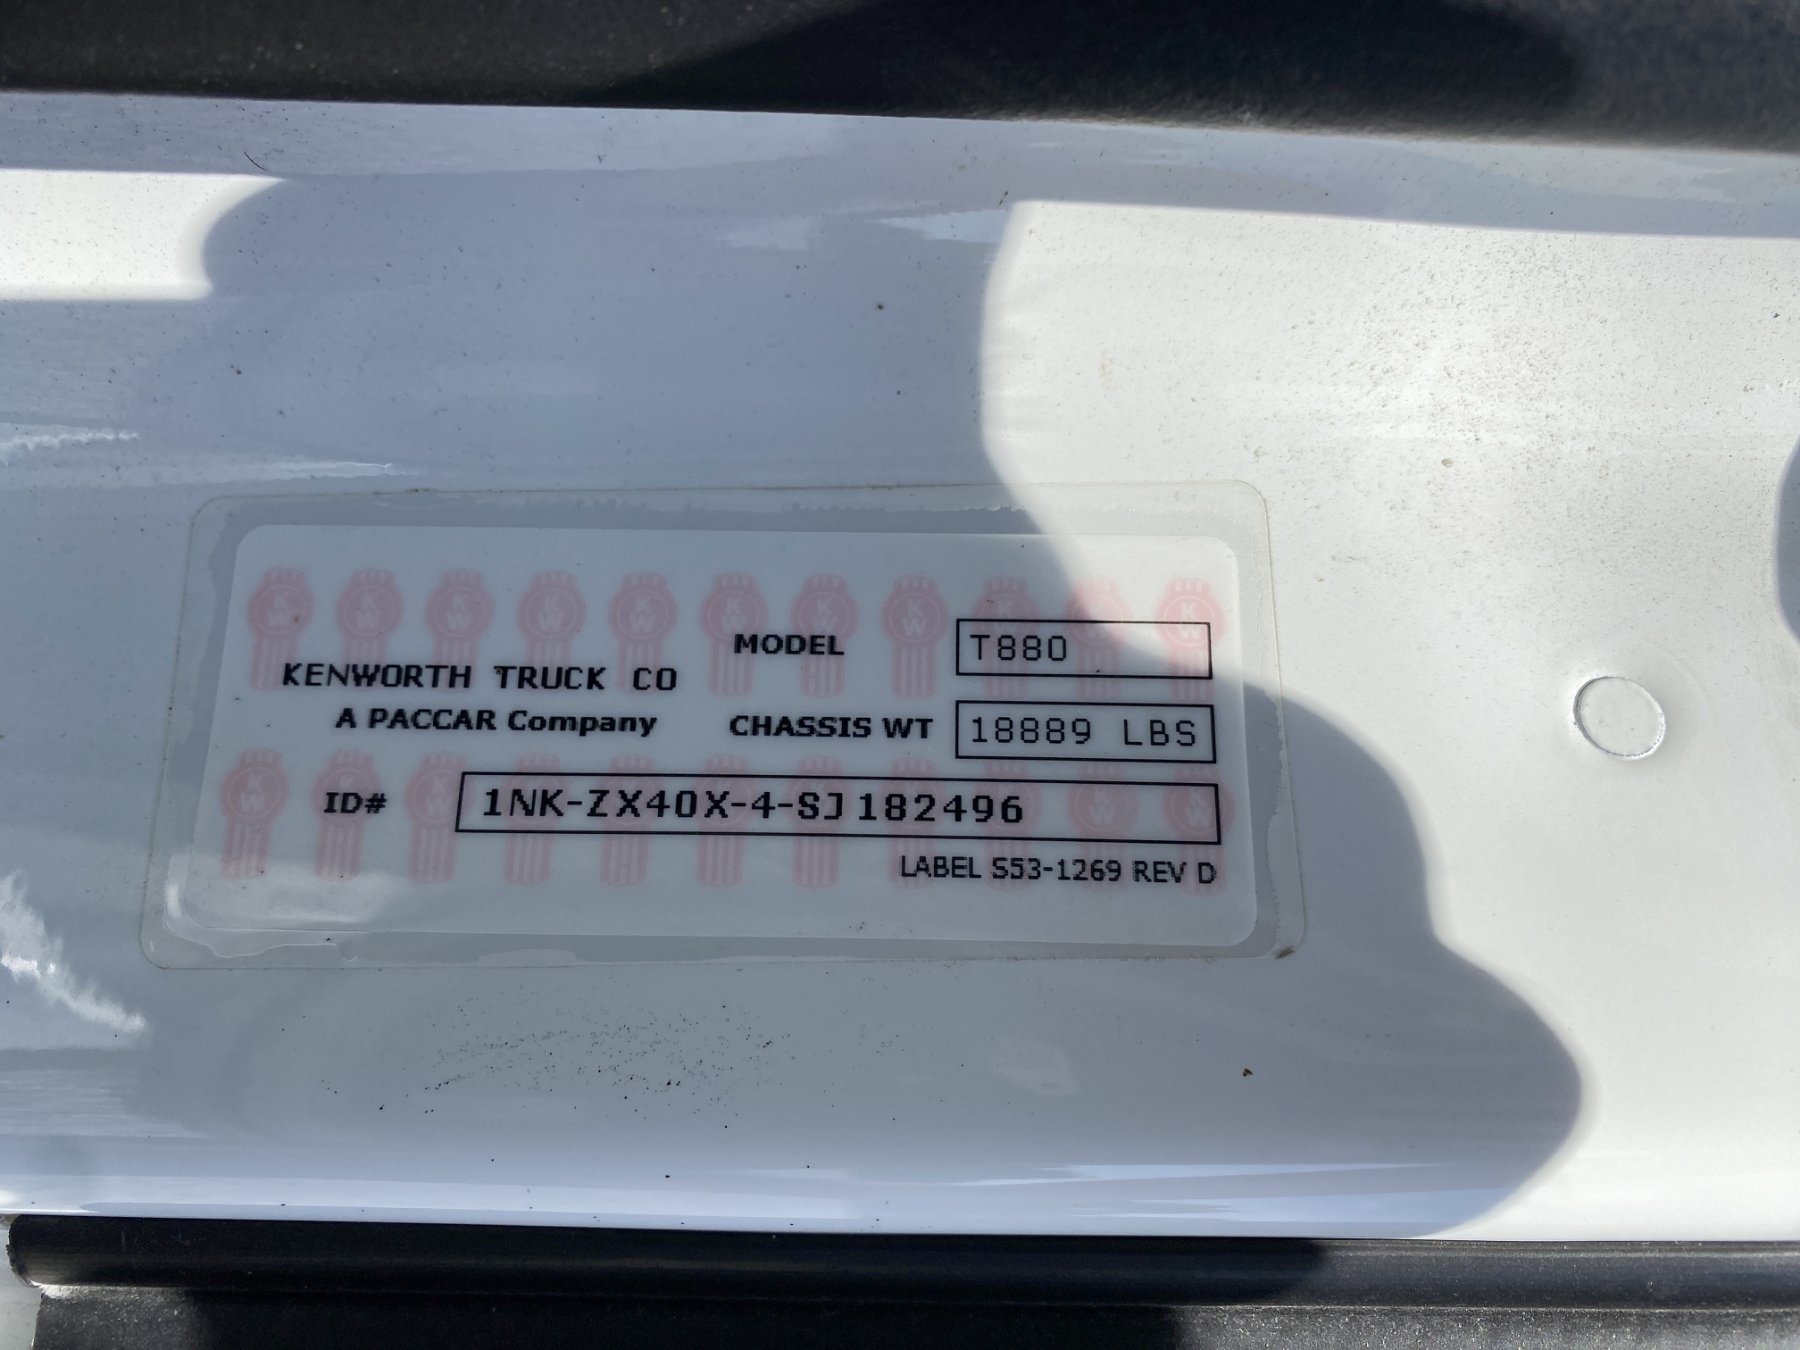 MODEL T880
KENWORTH TRUCK CO
A PACCAR Company
CHASSIS WT 18889 LBS
ID# 1NK-ZX40X-4-SJ182496
LABEL S53-1269 REV D